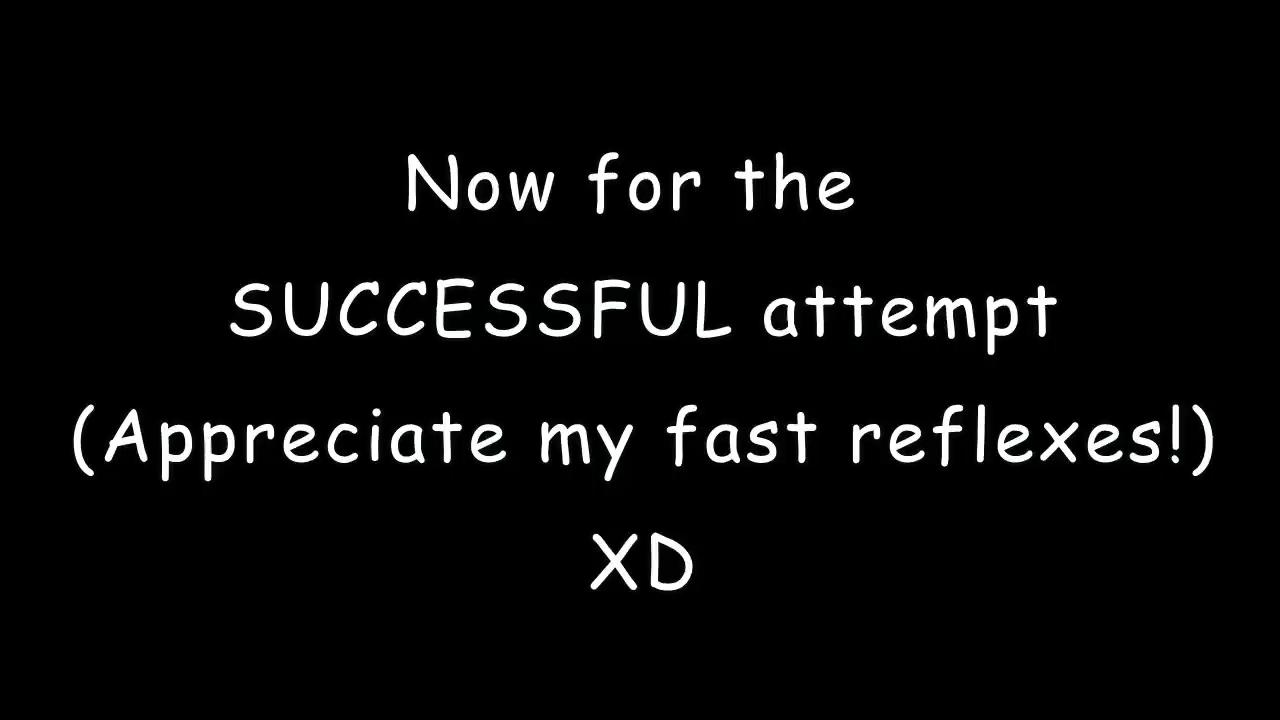 Now for the
SUCCESSFUL attempt
(Appreciate my fast reflexes!)
XD